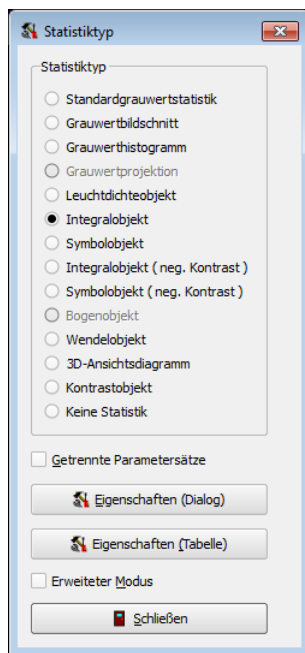 Statistiktyp
Statistiktyp
Standardgrauwertstatistik
Grauwertbildschnitt
Grauwerthistogramm
Grauwertprojektion
Leuchtdichteobjekt
Integralobjekt
Symbolobjekt
Integralobjekt ( neg. Kontrast )
Symbolobjekt ( neg. Kontrast )
Bogenobjekt
Wendelobjekt
3D-Ansichtsdiagramm
Kontrastobjekt
Keine Statistik
Getrennte Parametersätze
Eigenschaften (Dialog)
Eigenschaften (Tabelle)
Erweiteter Modus
Schließen